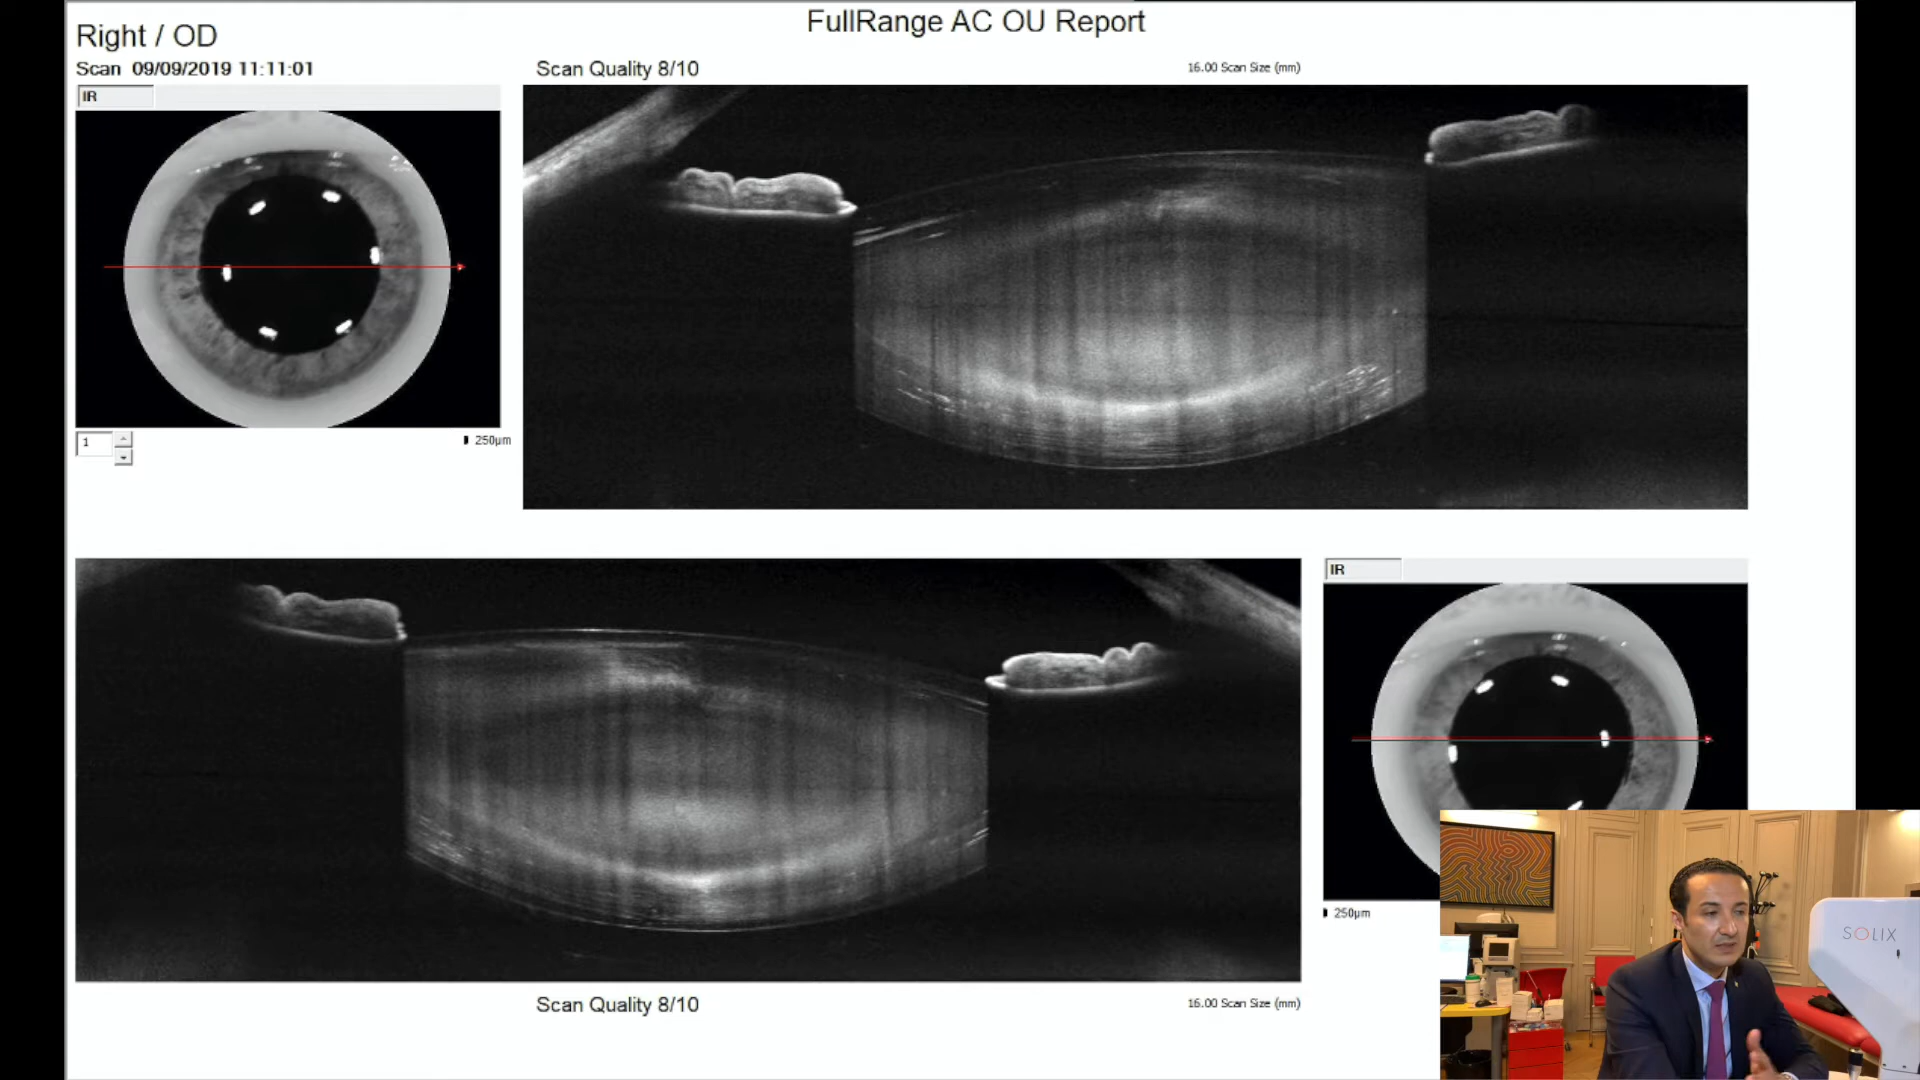 FullRange AC OU Report
Right / OD
Scan 09/09/2019 11:11:01
Scan Quality 8/10
16.00 Scan Size (mm)
IR
1
250µm
IR
250µm
Scan Quality 8/10
16.00 Scan Size (mm)
SOLIX